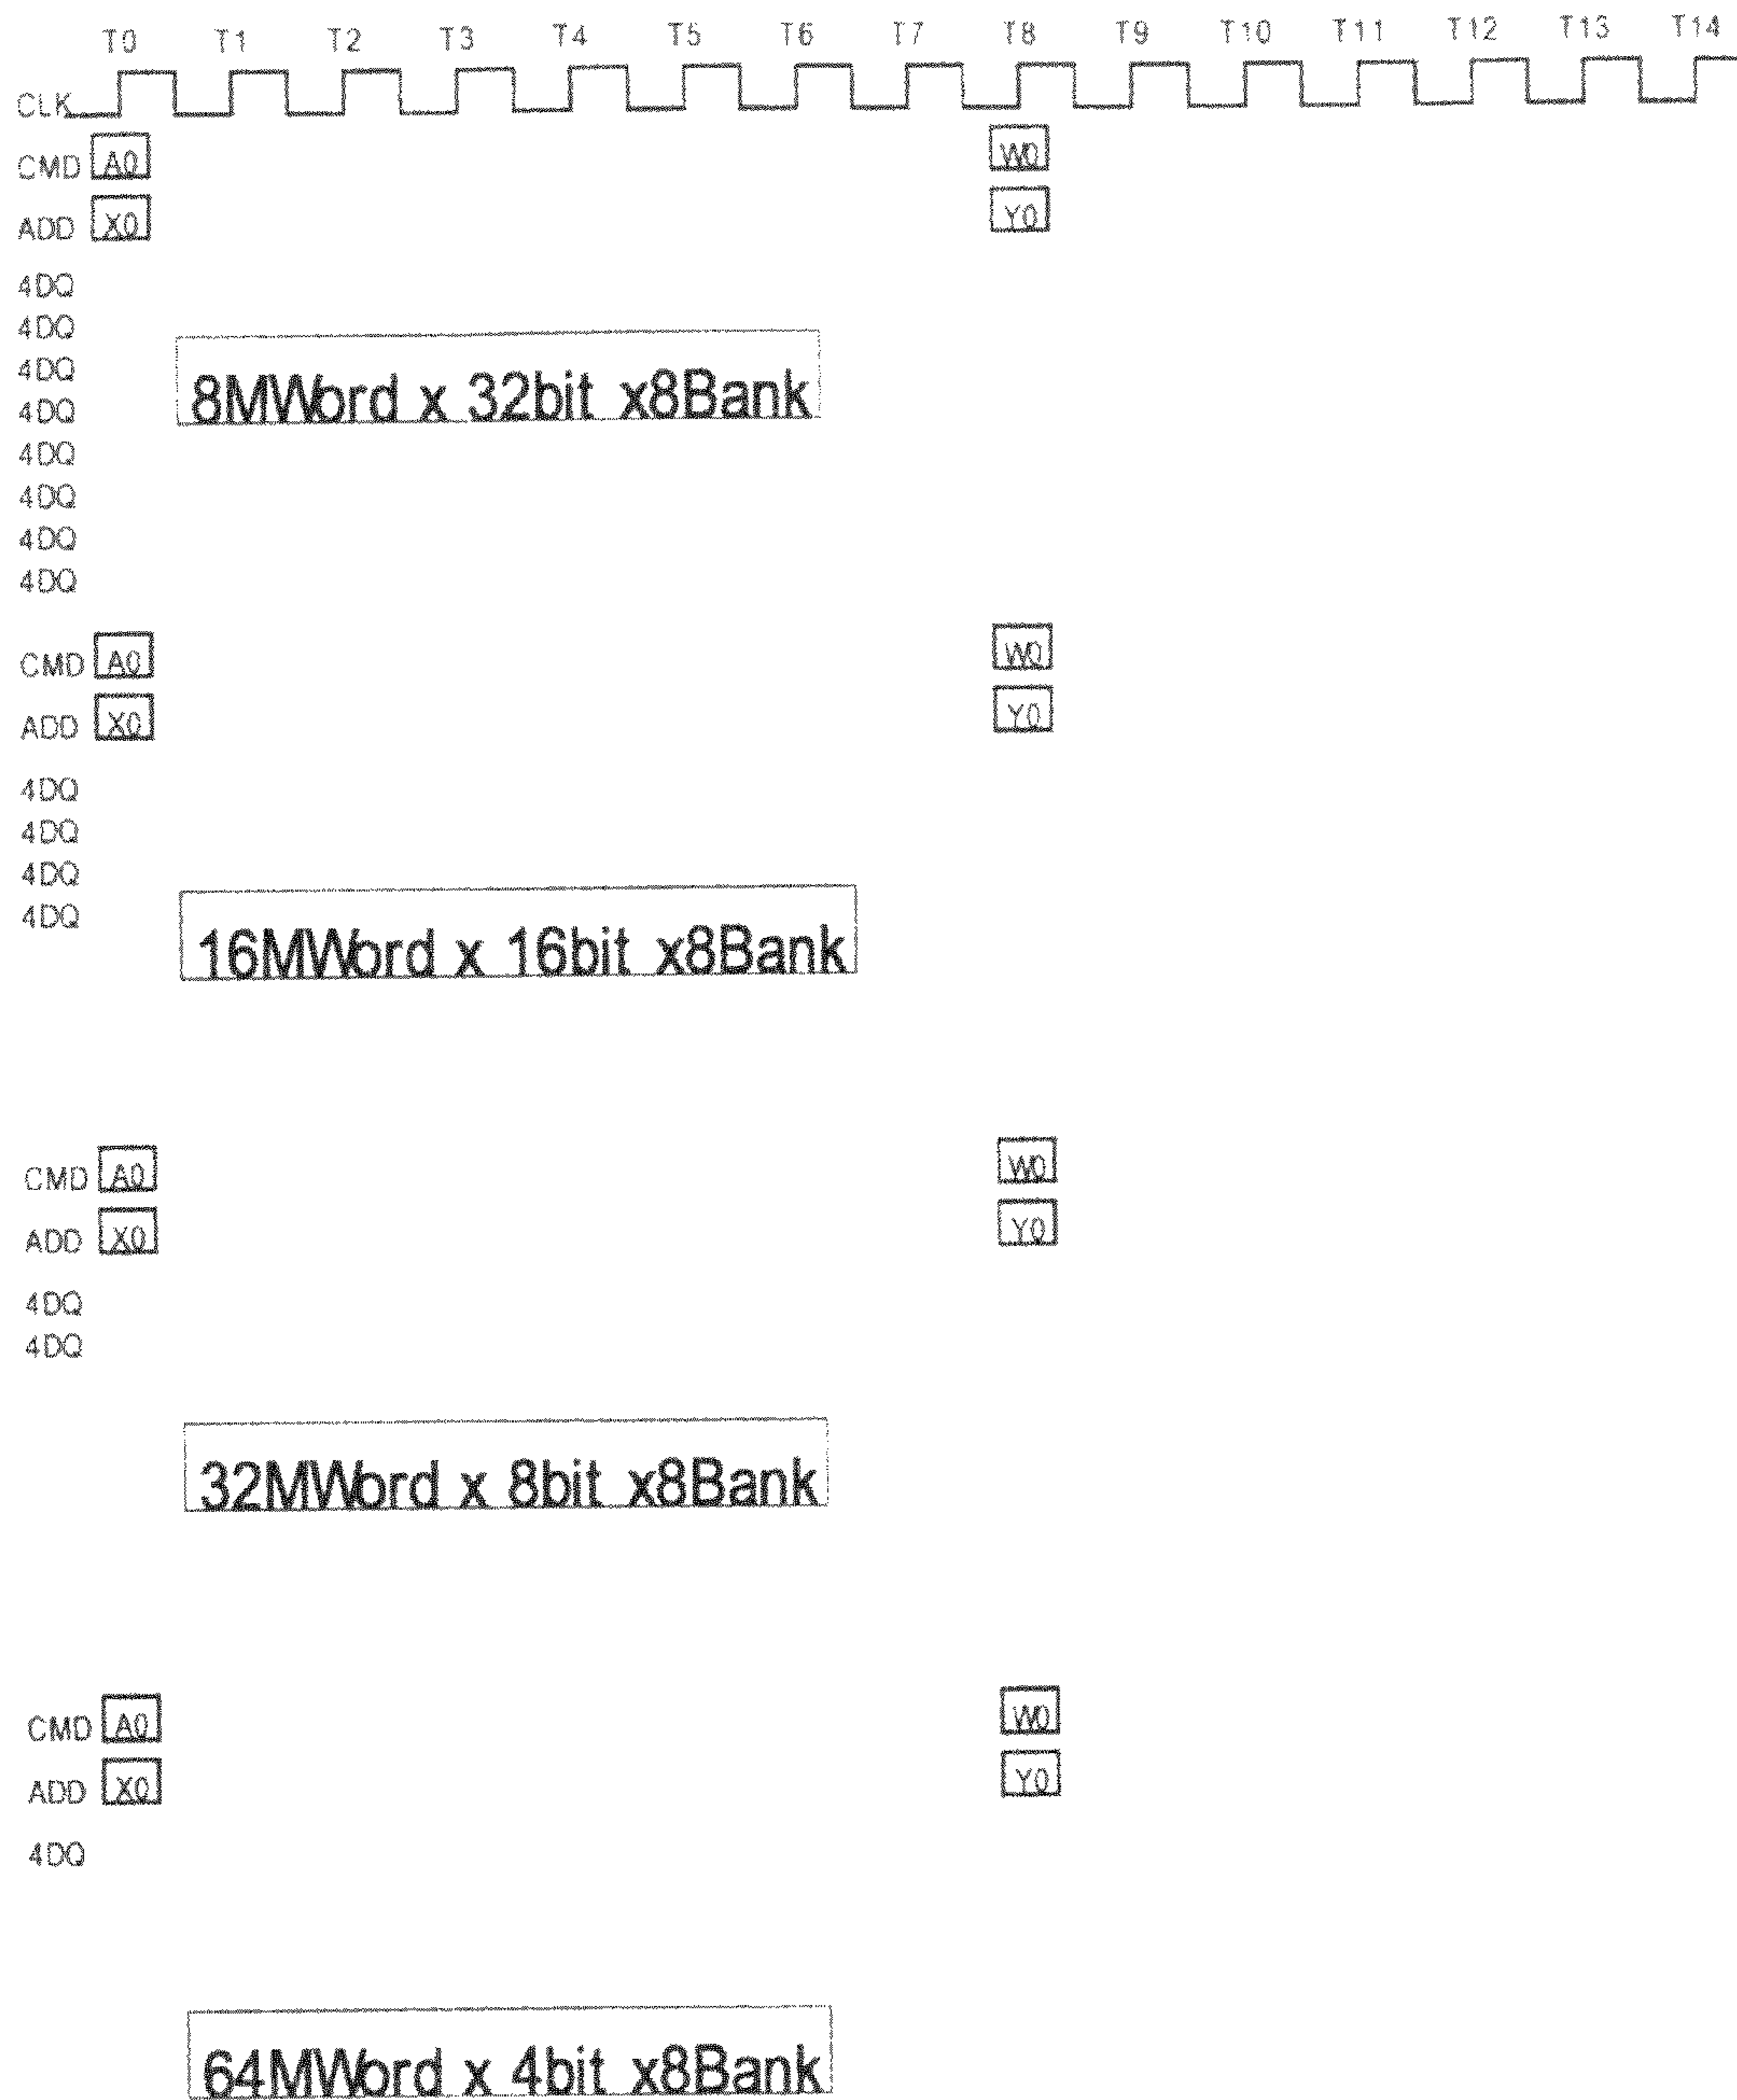 T0 T1 T2 T3 T4 T5 T6 T7 T8 T9 T10 T11 T12 T13 T14
CLK
CMD A0 W0
ADD X0 Y0
4DQ
4DQ
4DQ
4DQ
8MWord x 32bit x8Bank
4DQ
4DQ
4DQ
4DQ
CMD A0 W0
ADD X0 Y0
4DQ
4DQ
4DQ
4DQ
16MWord x 16bit x8Bank
CMD A0 W0
ADD X0 Y0
4DQ
4DQ
32MWord x 8bit x8Bank
CMD A0 W0
ADD X0 Y0
4DQ
64MWord x 4bit x8Bank